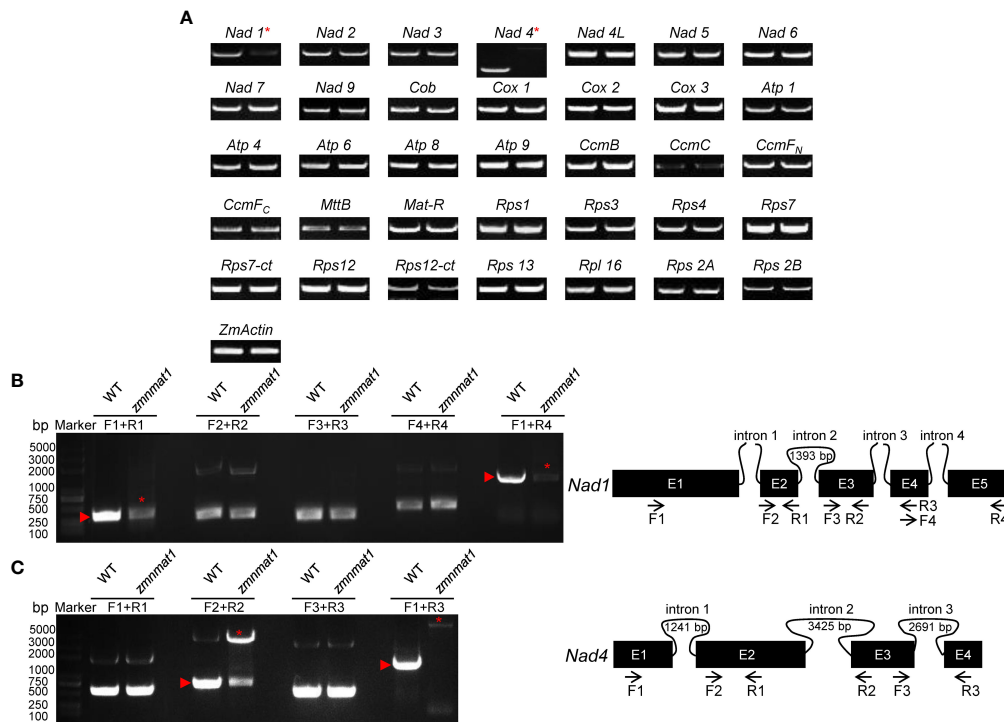 A
Nad 1* Nad 2 Nad 3 Nad 4* Nad 4L Nad 5 Nad 6
Nad 7 Nad 9 Cob Cox 1 Cox 2 Cox 3 Atp 1
Atp 4 Atp 6 Atp 8 Atp 9 CcmB CcmC CcmFN
CcmFC MttB Mat-R Rps1 Rps3 Rps4 Rps7
Rps7-ct Rps12 Rps12-ct Rps 13 Rpl 16 Rps 2A Rps 2B
ZmActin
B
WT zmnmat1 WT zmnmat1 WT zmnmat1 WT zmnmat1 WT zmnmat1
bp Marker F1+R1 F2+R2 F3+R3 F4+R4 F1+R4
5000
3000
2000
1000
750
500
250
100
*
*
intron 1 intron 2 intron 3 intron 4
1393 bp
Nad1 E1 E2 E3 E4 E5
F1 F2 R1 F3 R2 R3 F4 R4
C
WT zmnmat1 WT zmnmat1 WT zmnmat1 WT zmnmat1
bp Marker F1+R1 F2+R2 F3+R3 F1+R3
5000
3000
2000
1000
750
500
250
100
*
*
intron 1 intron 2 intron 3
1241 bp 3425 bp 2691 bp
Nad4 E1 E2 E3 E4
F1 F2 R1 R2 F3 R3